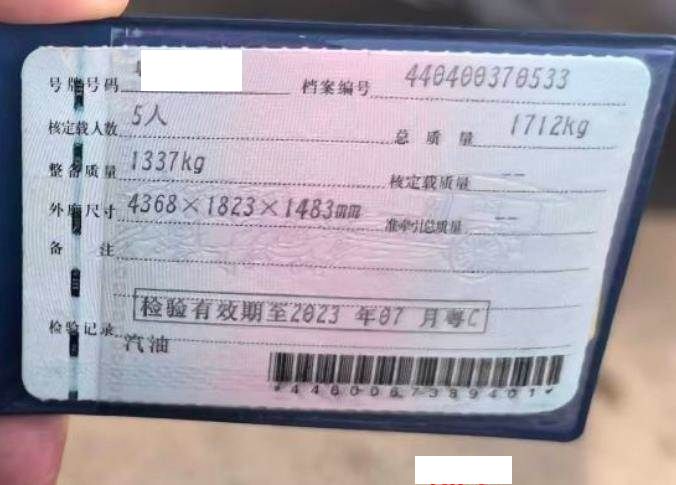 号牌号码 档案编号 440400370533
核定载人数 5人 总质量 1712kg
整备质量 1337kg 核定载质量 --
外廓尺寸 4368×1823×1483mm 准牵引总质量 --
备注
检验有效期至2023年07月粤C
检验记录
汽油
*4460067389401*